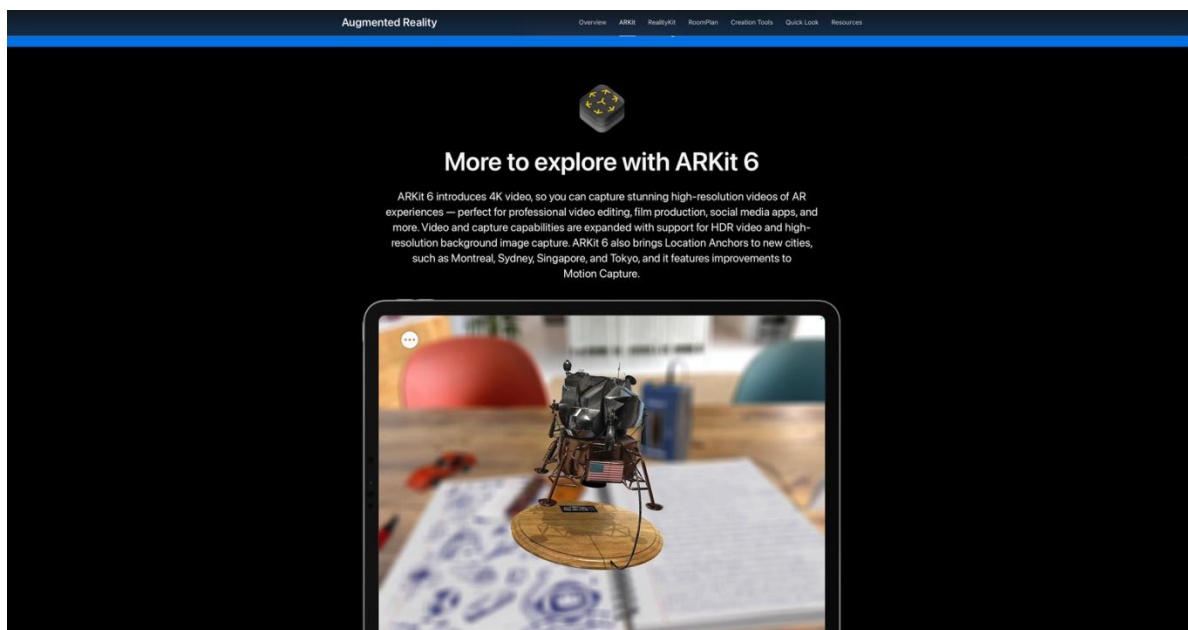 Augmented Reality
Overview ARKit RealityKit RoomPlan Creation Tools Quick Look Resources
More to explore with ARKit 6
ARKit 6 introduces 4K video, so you can capture stunning high-resolution videos of AR
experiences — perfect for professional video editing, film production, social media apps, and
more. Video and capture capabilities are expanded with support for HDR video and high-
resolution background image capture. ARKit 6 also brings Location Anchors to new cities,
such as Montreal, Sydney, Singapore, and Tokyo, and it features improvements to
Motion Capture.